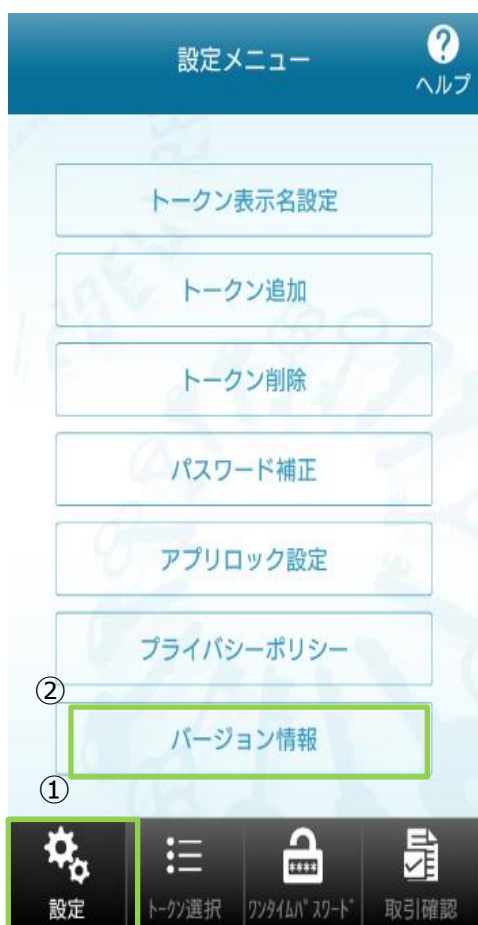 設定メニュー
?
ヘルプ
トークン表示名設定
トークン追加
トークン削除
パスワード補正
アプリロック設定
プライバシーポリシー
②
バージョン情報
①
****
設定
トークン選択
ワンタイムパスワード
取引確認